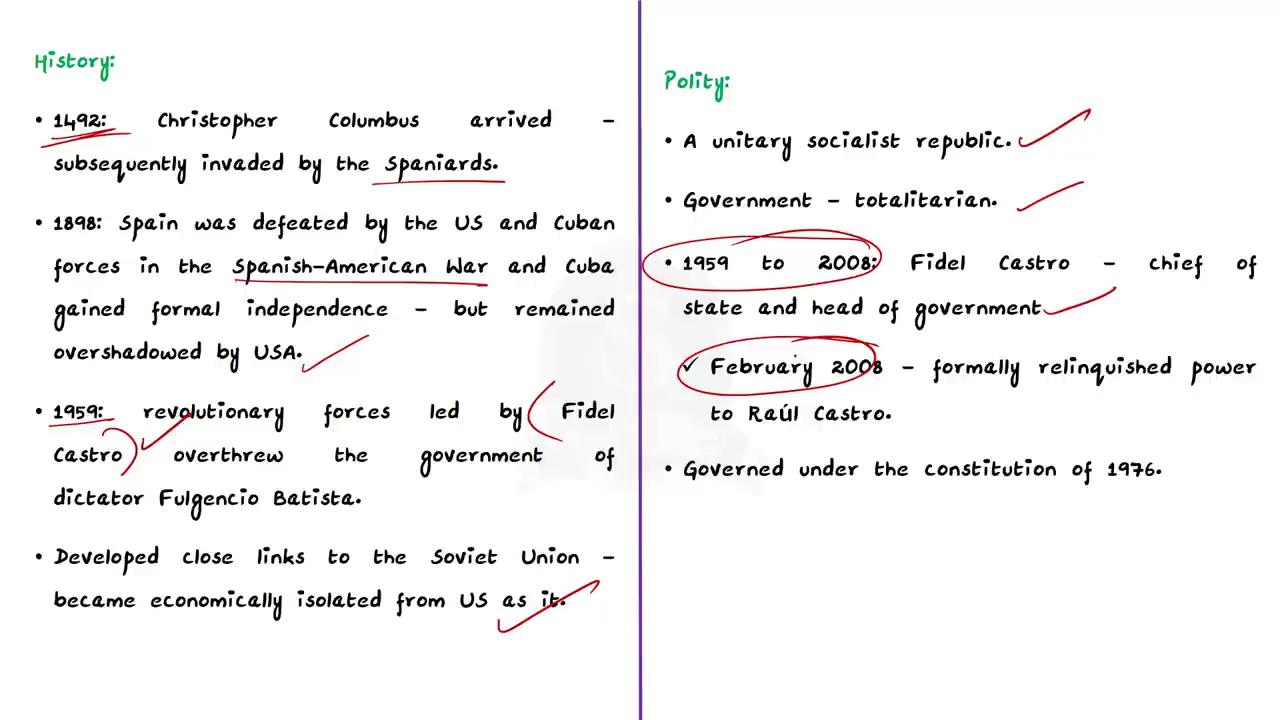 History:
• 1492: Christopher Columbus arrived –
subsequently invaded by the Spaniards.
• 1898: Spain was defeated by the US and Cuban
forces in the Spanish-American War and Cuba
gained formal independence – but remained
overshadowed by USA.
• 1959: revolutionary forces led by Fidel
Castro overthrew the government of
dictator Fulgencio Batista.
• Developed close links to the Soviet Union –
became economically isolated from US as it.
Polity:
• A unitary socialist republic.
• Government – totalitarian.
• 1959 to 2008: Fidel Castro – chief of
state and head of government
✓ February 2008 – formally relinquished power
to Raúl Castro.
• Governed under the constitution of 1976.